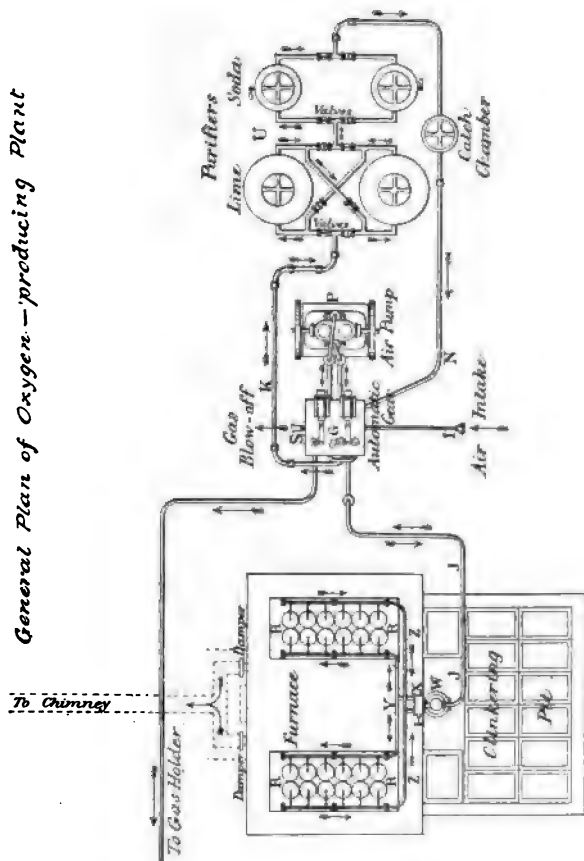 General Plan of Oxygen-producing Plant
To Chimney
To Gas Holder
Damper
Damper
Furnace
R
R
R
R
Y
Z
Z
X
W
J
J
Clinkering
Pit
Gas
Blow-off
K
G
Automatic
Gear
Air Pump
P
I
Air Intake
N
Purifiers
Lime
Soda
U
Valves
Valves
Catch
Chamber